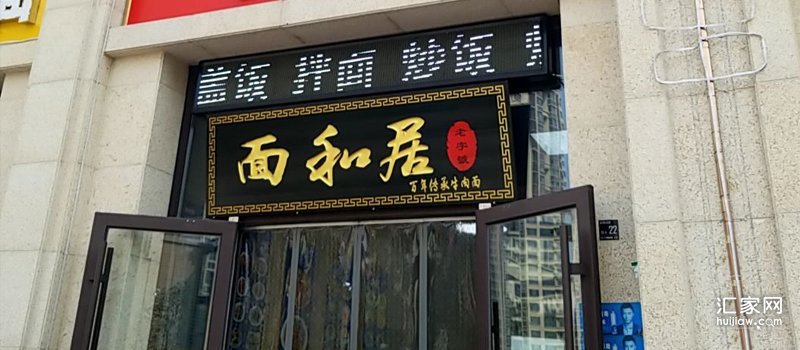 盖饭 拌面 炒饭
面和居
老字號
百年传承牛肉面
22
汇家网
huijiaw.com